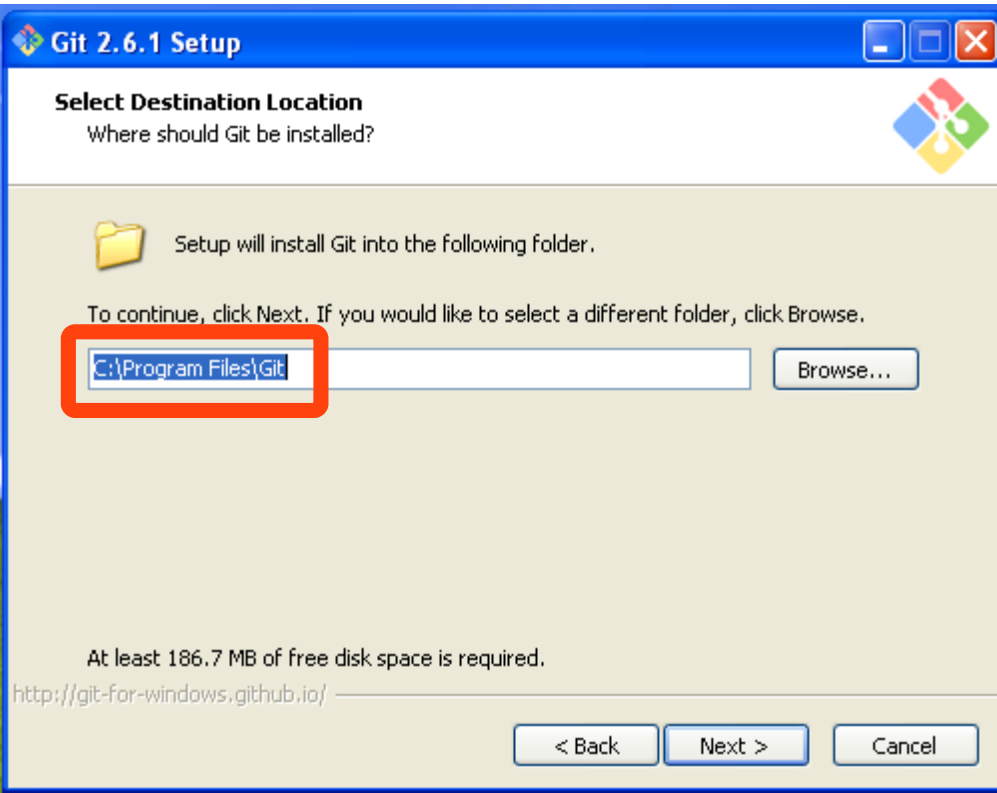 Git 2.6.1 Setup
Select Destination Location
Where should Git be installed?
Setup will install Git into the following folder.
To continue, click Next. If you would like to select a different folder, click Browse.
C:\Program Files\Git
Browse...
At least 186.7 MB of free disk space is required.
http://git-for-windows.github.io/
< Back
Next >
Cancel